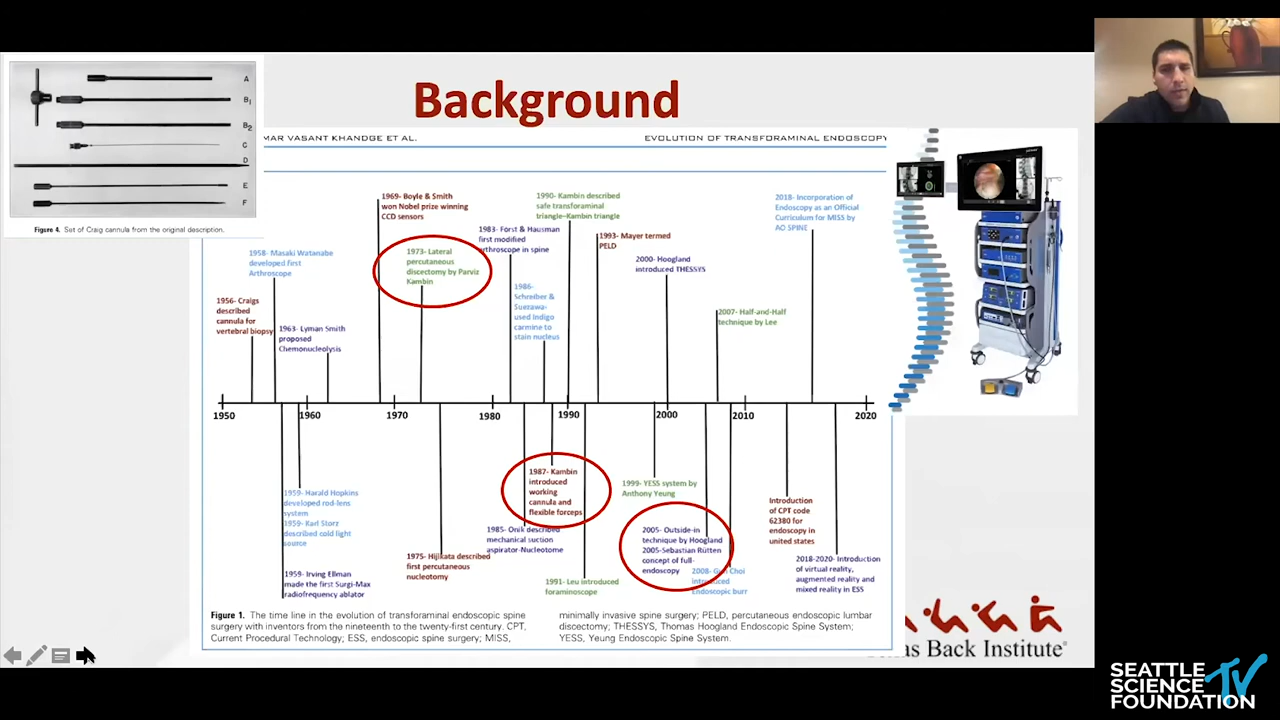 Background
A
B1
B2
C
D
E
F
Figure 4. Set of Craig cannula from the original description.
MAR VASANT KHANDGE ET AL.
EVOLUTION OF TRANSFORAMINAL ENDOSCOPY
1969- Boyle & Smith
won Nobel prize winning
CCD sensors
1990- Kambin described
safe transforaminal
triangle-Kambin triangle
2018- Incorporation of
Endoscopy as an Official
Curriculum for MISS by
AO SPINE
1958- Masaki Watanabe
developed first
Arthroscope
1973- Lateral
percutaneous
discectomy by Parviz
Kambin
1983- Forst & Hausman
first modified
arthroscope in spine
1993- Mayer termed
PELD
2000- Hoogland
introduced THESSYS
1956- Craigs
described
cannula for
vertebral biopsy
1963- Lyman Smith
proposed
Chemonucleolysis
1986-
Schreiber &
Suezawa-
used Indigo
carmine to
stain nucleus
2007- Half-and-Half
technique by Lee
1950
1960
1970
1980
1990
2000
2010
2020
1959- Harald Hopkins
developed rod-lens
system
1959- Karl Storz
described cold light
source
1959- Irving Ellman
made the first Surgi-Max
radiofrequency ablator
1975- Hijikata described
first percutaneous
nucleotomy
1987- Kambin
introduced
working
cannula and
flexible forceps
1985- Onik described
mechanical suction
aspirator-Nucleotome
1991- Leu introduced
foraminoscope
1999- YESS system by
Anthony Yeung
2005- Outside-in
technique by Hoogland
2005-Sebastian Rütten
concept of full-
endoscopy
2008- Gun Choi
introduced
Endoscopic burr
Introduction
of CPT code
62380 for
endoscopy in
united states
2018-2020- Introduction
of virtual reality,
augmented reality and
mixed reality in ESS
Figure 1. The time line in the evolution of transforaminal endoscopic spine
surgery with inventors from the nineteenth to the twenty-first century. CPT,
Current Procedural Technology; ESS, endoscopic spine surgery; MISS,
minimally invasive spine surgery; PELD, percutaneous endoscopic lumbar
discectomy; THESSYS, Thomas Hoogland Endoscopic Spine System;
YESS, Yeung Endoscopic Spine System.
as Back Institute®
SEATTLE
SCIENCE
FOUNDATION
TV